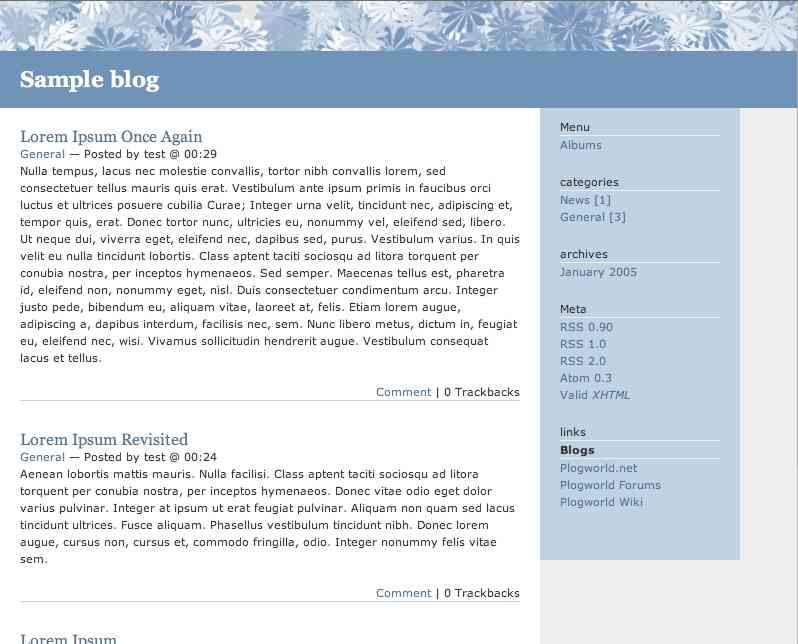 Sample blog
Lorem Ipsum Once Again
General — Posted by test @ 00:29
Nulla tempus, lacus nec molestie convallis, tortor nibh convallis lorem, sed
consectetuer tellus mauris quis erat. Vestibulum ante ipsum primis in faucibus orci
luctus et ultrices posuere cubilia Curae; Integer urna velit, tincidunt nec, adipiscing et,
tempor quis, erat. Donec tortor nunc, ultricies eu, nonummy vel, eleifend sed, libero.
Ut neque dui, viverra eget, eleifend nec, dapibus sed, purus. Vestibulum varius. In quis
velit eu nulla tincidunt lobortis. Class aptent taciti sociosqu ad litora torquent per
conubia nostra, per inceptos hymenaeos. Sed semper. Maecenas tellus est, pharetra
id, eleifend non, nonummy eget, nisl. Duis consectetuer condimentum arcu. Integer
justo pede, bibendum eu, aliquam vitae, laoreet at, felis. Etiam lorem augue,
adipiscing a, dapibus interdum, facilisis nec, sem. Nunc libero metus, dictum in, feugiat
eu, eleifend nec, wisi. Vivamus sollicitudin hendrerit augue. Vestibulum consequat
lacus et tellus.
Comment | 0 Trackbacks
Lorem Ipsum Revisited
General — Posted by test @ 00:24
Aenean lobortis mattis mauris. Nulla facilisi. Class aptent taciti sociosqu ad litora
torquent per conubia nostra, per inceptos hymenaeos. Donec vitae odio eget dolor
varius pulvinar. Integer at ipsum ut erat feugiat pulvinar. Aliquam non quam sed lacus
tincidunt ultrices. Fusce aliquam. Phasellus vestibulum tincidunt nibh. Donec lorem
augue, cursus non, cursus et, commodo fringilla, odio. Integer nonummy felis vitae
sem.
Comment | 0 Trackbacks
Lorem Ipsum
Menu
Albums
categories
News [1]
General [3]
archives
January 2005
Meta
RSS 0.90
RSS 1.0
RSS 2.0
Atom 0.3
Valid XHTML
links
Blogs
Plogworld.net
Plogworld Forums
Plogworld Wiki